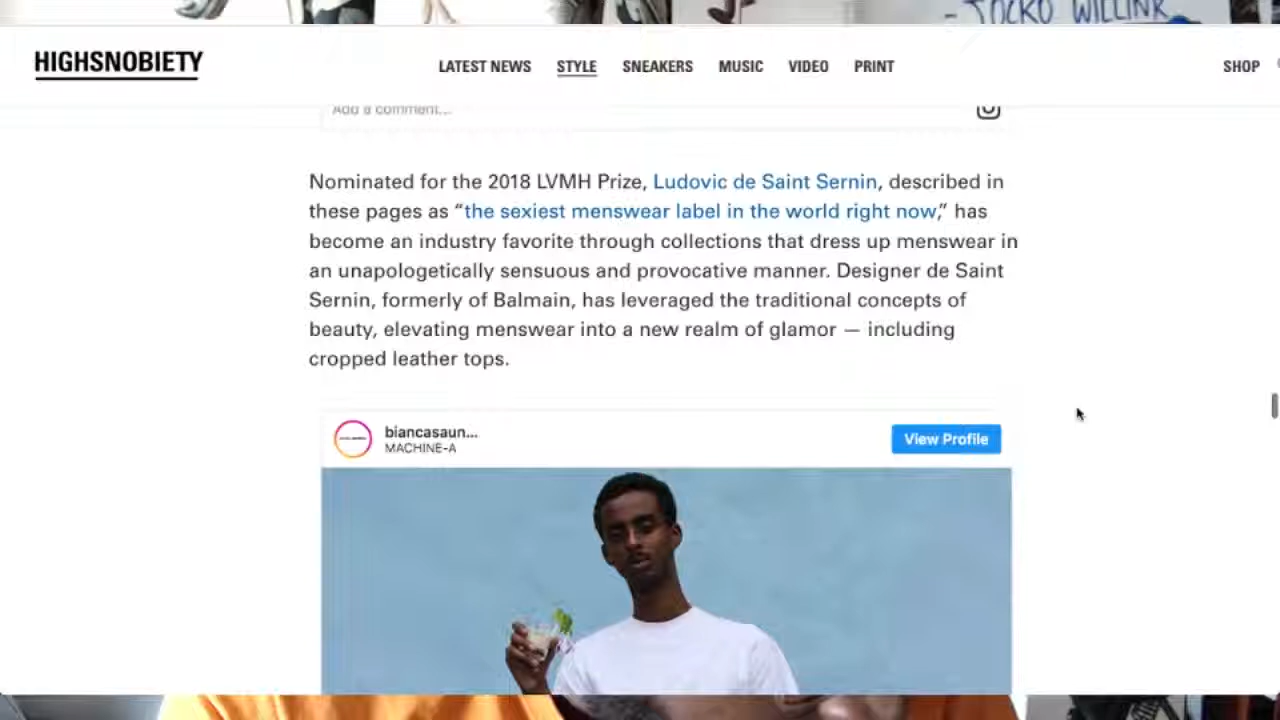 - JOCKO WILLINK
HIGHSNOBIETY
LATEST NEWS STYLE SNEAKERS MUSIC VIDEO PRINT SHOP
Add a comment...
Nominated for the 2018 LVMH Prize, Ludovic de Saint Sernin, described in
these pages as “the sexiest menswear label in the world right now,” has
become an industry favorite through collections that dress up menswear in
an unapologetically sensuous and provocative manner. Designer de Saint
Sernin, formerly of Balmain, has leveraged the traditional concepts of
beauty, elevating menswear into a new realm of glamor — including
cropped leather tops.
biancasaun...
MACHINE-A
View Profile